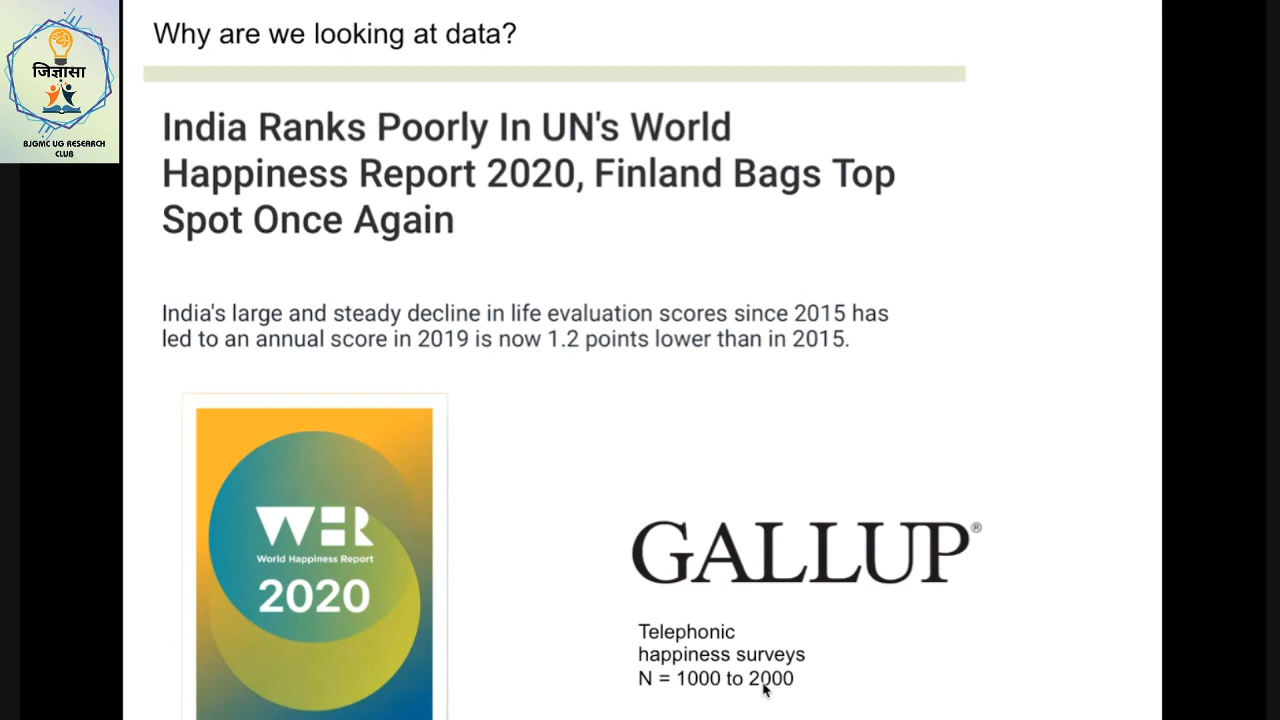 जिज्ञासा
BJGMC UG RESEARCH
CLUB
Why are we looking at data?
India Ranks Poorly In UN's World
Happiness Report 2020, Finland Bags Top
Spot Once Again
India's large and steady decline in life evaluation scores since 2015 has
led to an annual score in 2019 is now 1.2 points lower than in 2015.
WHR
World Happiness Report
2020
GALLUP®
Telephonic
happiness surveys
N = 1000 to 2000